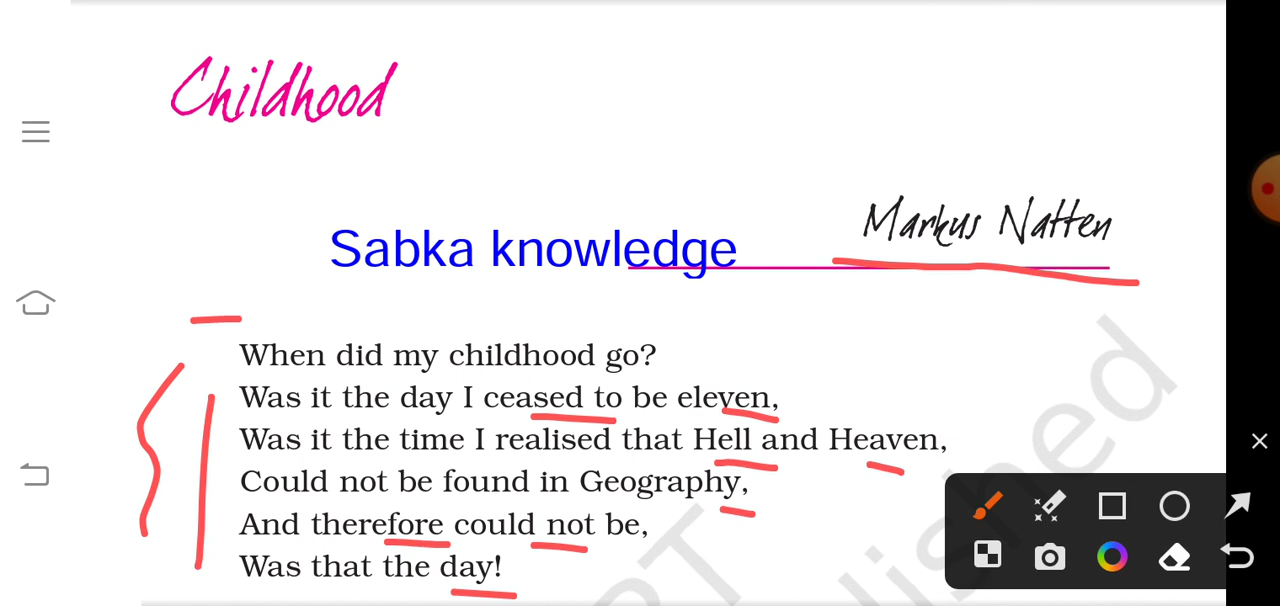 Childhood
Markus Natten
Sabka knowledge
When did my childhood go?
Was it the day I ceased to be eleven,
Was it the time I realised that Hell and Heaven,
Could not be found in Geography,
And therefore could not be,
Was that the day!